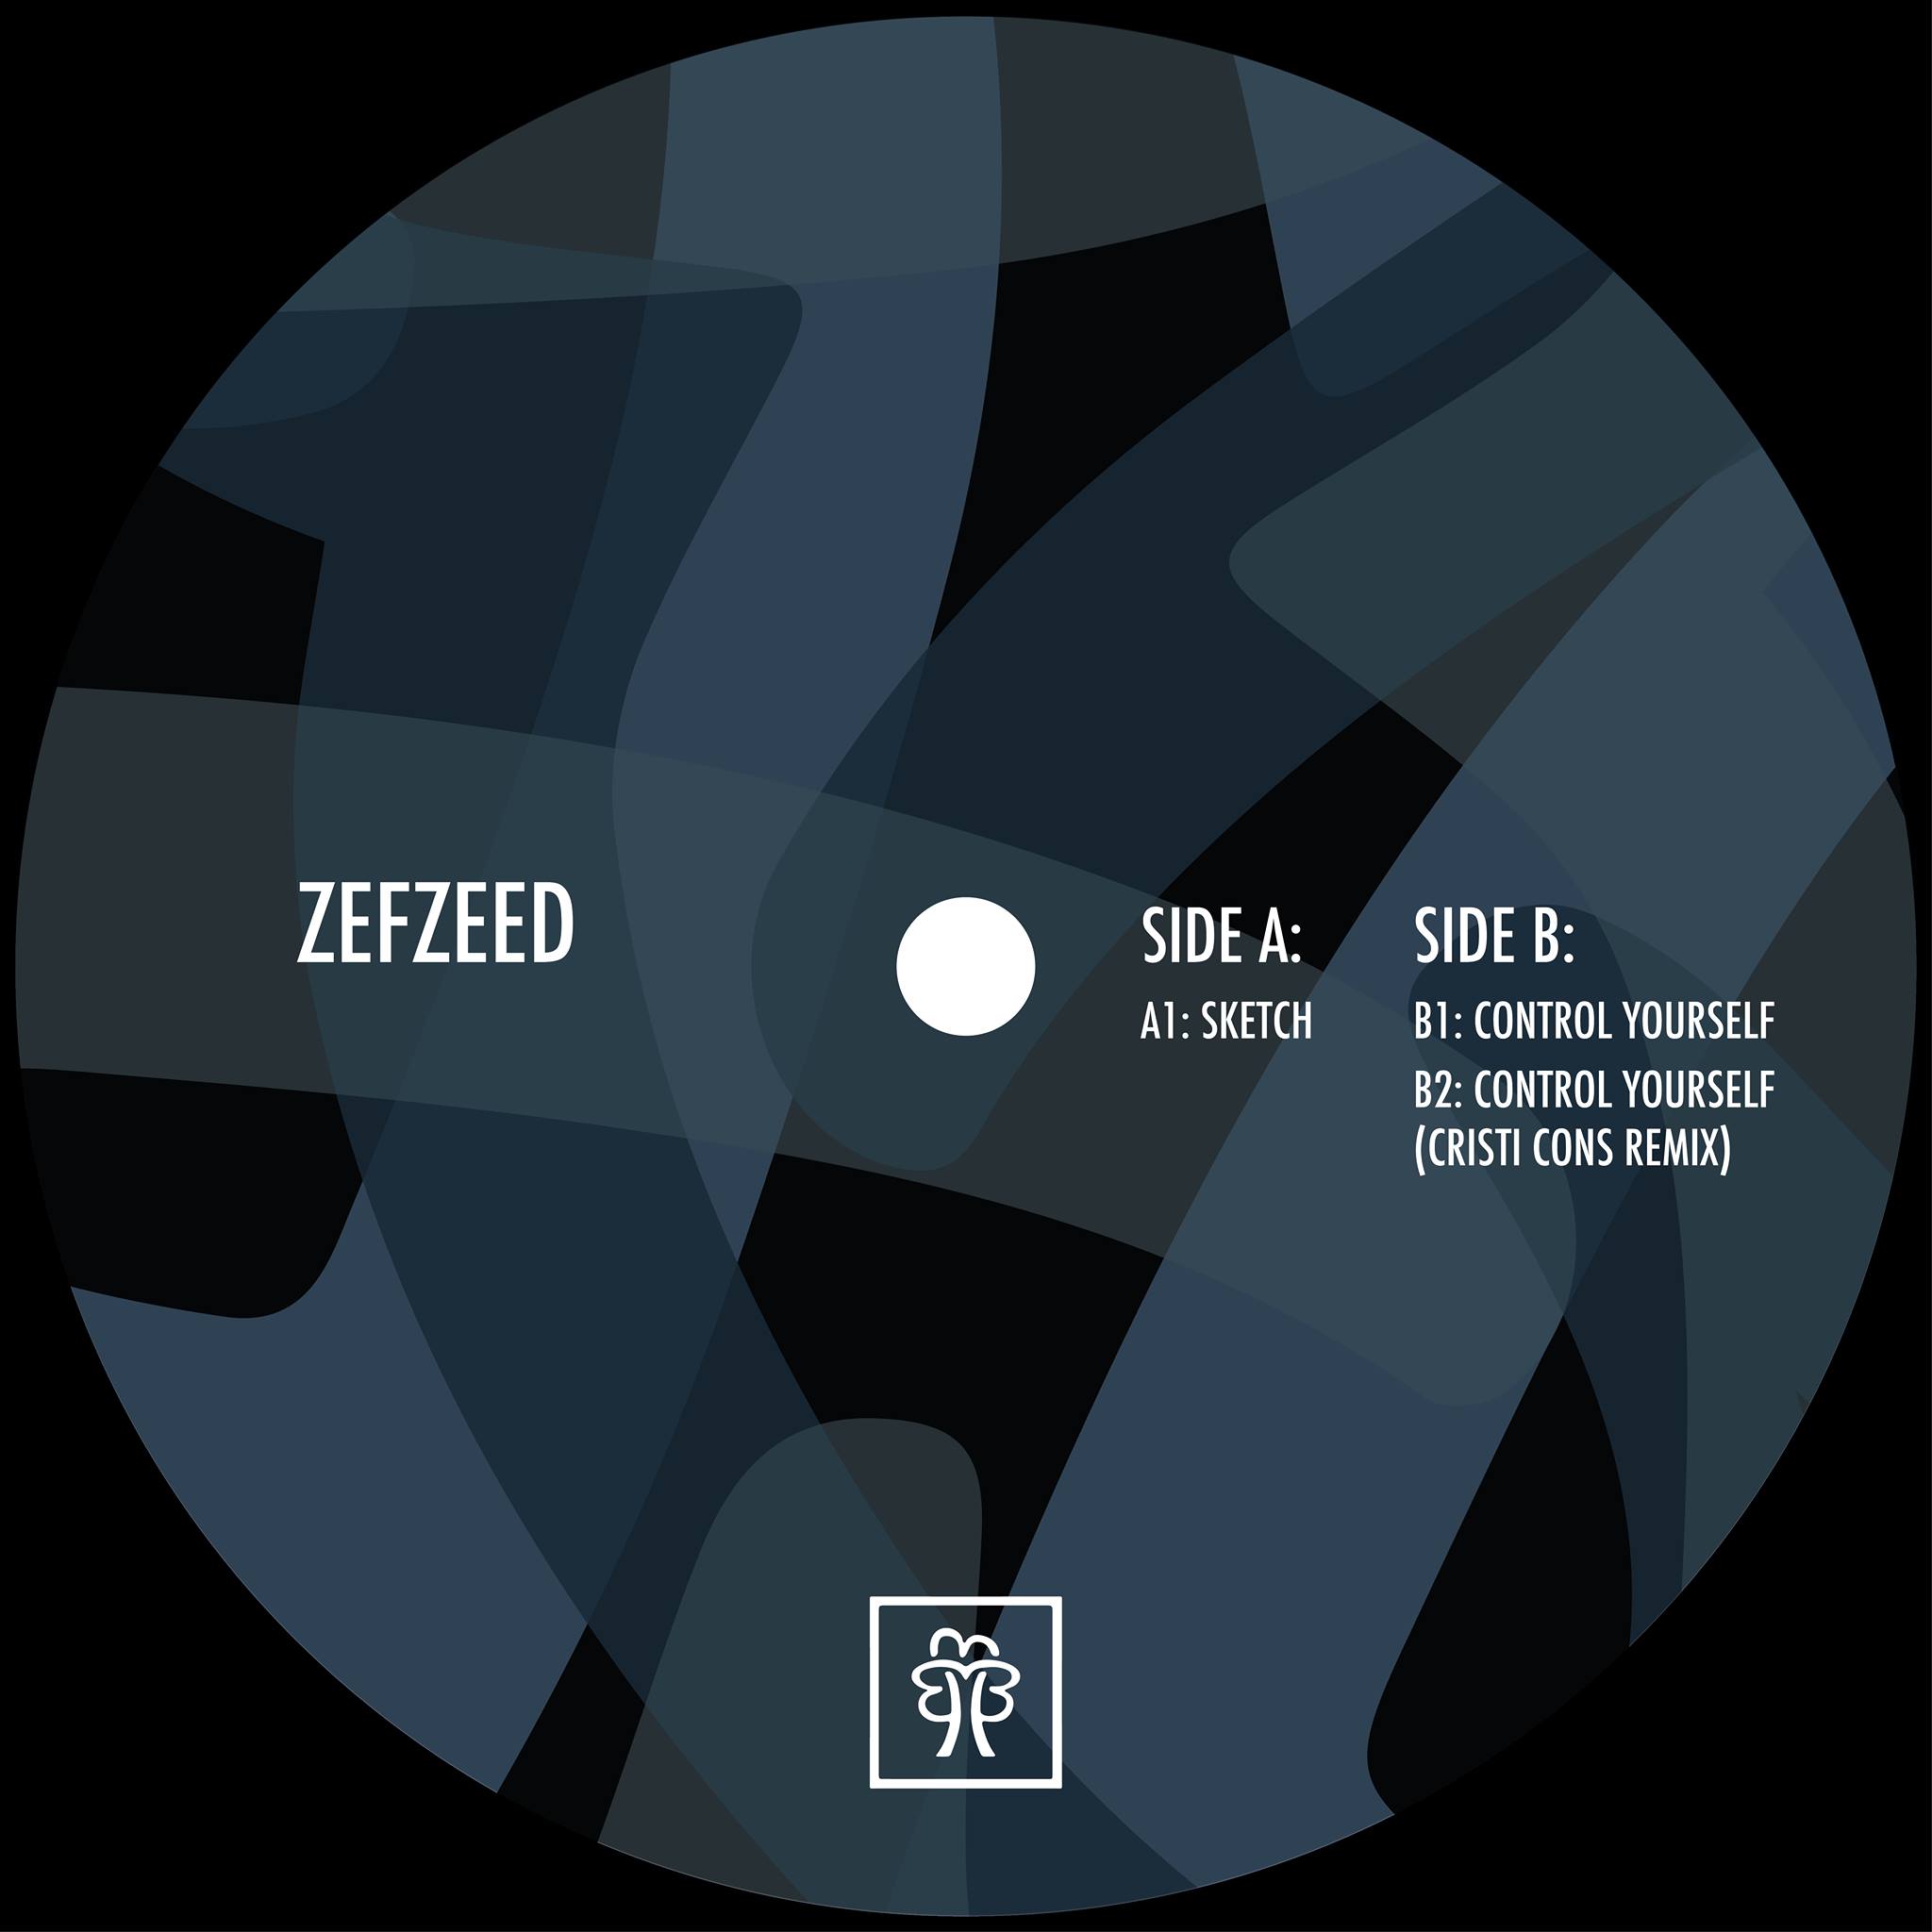 ZEFZEED
SIDE A:
A1: SKETCH
SIDE B:
B1: CONTROL YOURSELF
B2: CONTROL YOURSELF
(CRISTI CONS REMIX)